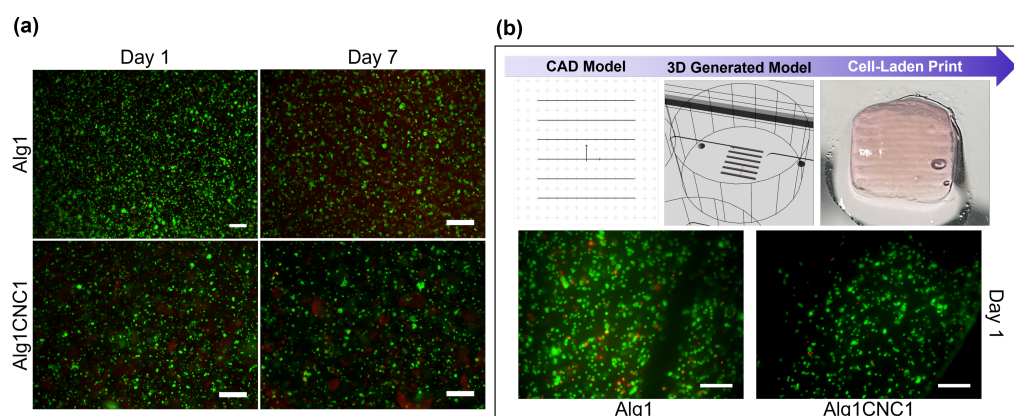 (a)
Day 1
Day 7
Alg1
Alg1CNC1
(b)
CAD Model
3D Generated Model
Cell-Laden Print
Day 1
Alg1
Alg1CNC1